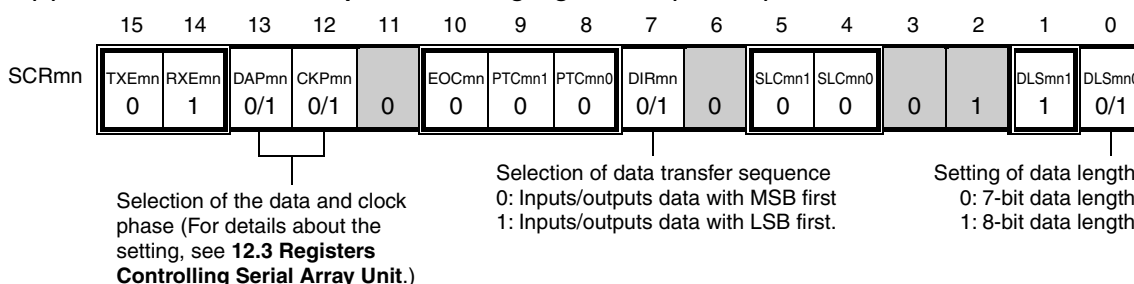 15 14 13 12 11 10 9 8 7 6 5 4 3 2 1 0
SCRmn
TXEmn RXEmn DAPmn CKPmn EOCmn PTCmn1 PTCmn0 DIRmn SLCmn1 SLCmn0 DLSmn1 DLSmn0
0 1 0/1 0/1 0 0 0 0 0/1 0 0 0 0 1 1 0/1
Selection of the data and clock
phase (For details about the
setting, see 12.3 Registers
Controlling Serial Array Unit.)
Selection of data transfer sequence
0: Inputs/outputs data with MSB first
1: Inputs/outputs data with LSB first.
Setting of data length
0: 7-bit data length
1: 8-bit data length